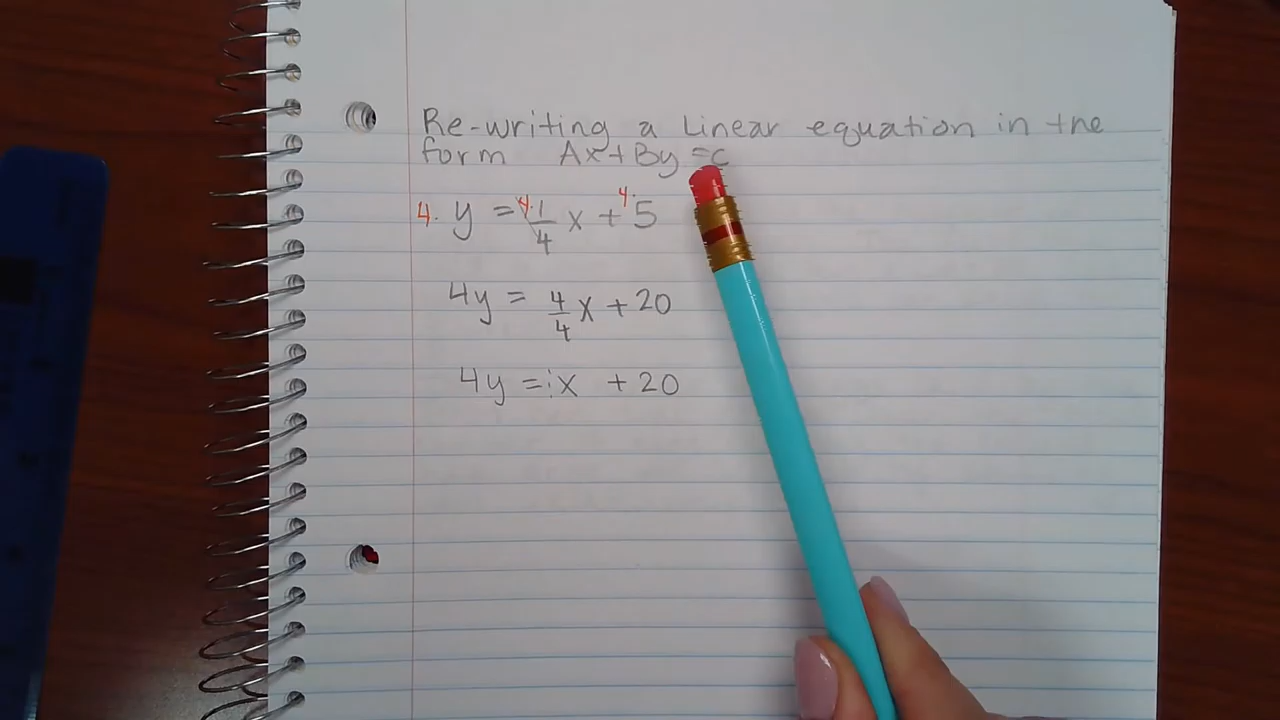 Re-writing a Linear equation in the
form Ax+By=C
4. y = 4. 1/4 x + 4. 5
4y = 4/4 x + 20
4y = 1x + 20